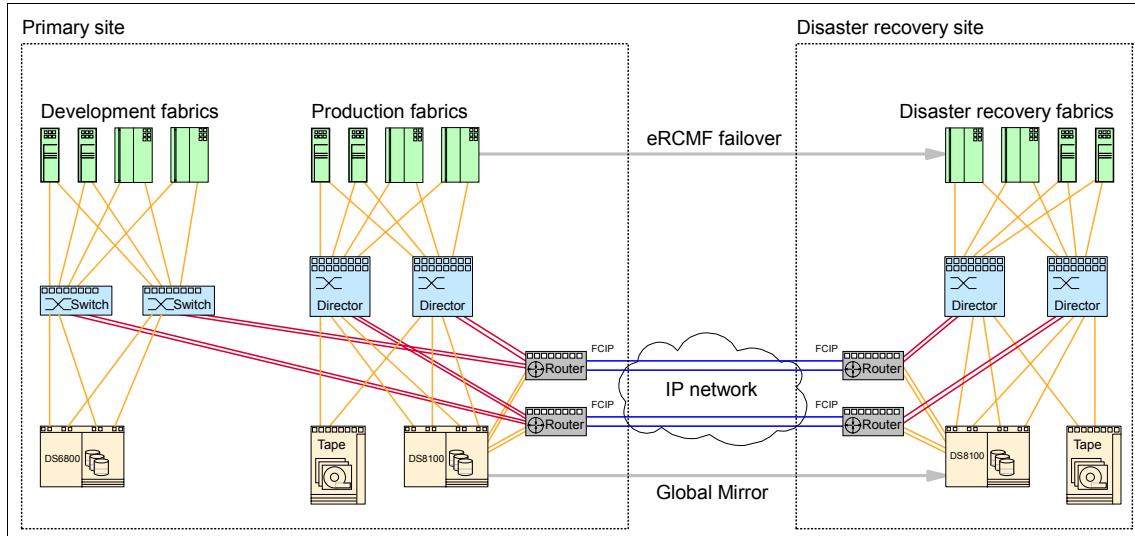 Primary site
Disaster recovery site
Development fabrics
Production fabrics
Disaster recovery fabrics
eRCMF failover
Switch
Switch
Director
Director
Director
Director
FCIP
FCIP
Router
IP network
Router
FCIP
FCIP
Router
Router
DS6800
Tape
DS8100
DS8100
Tape
Global Mirror